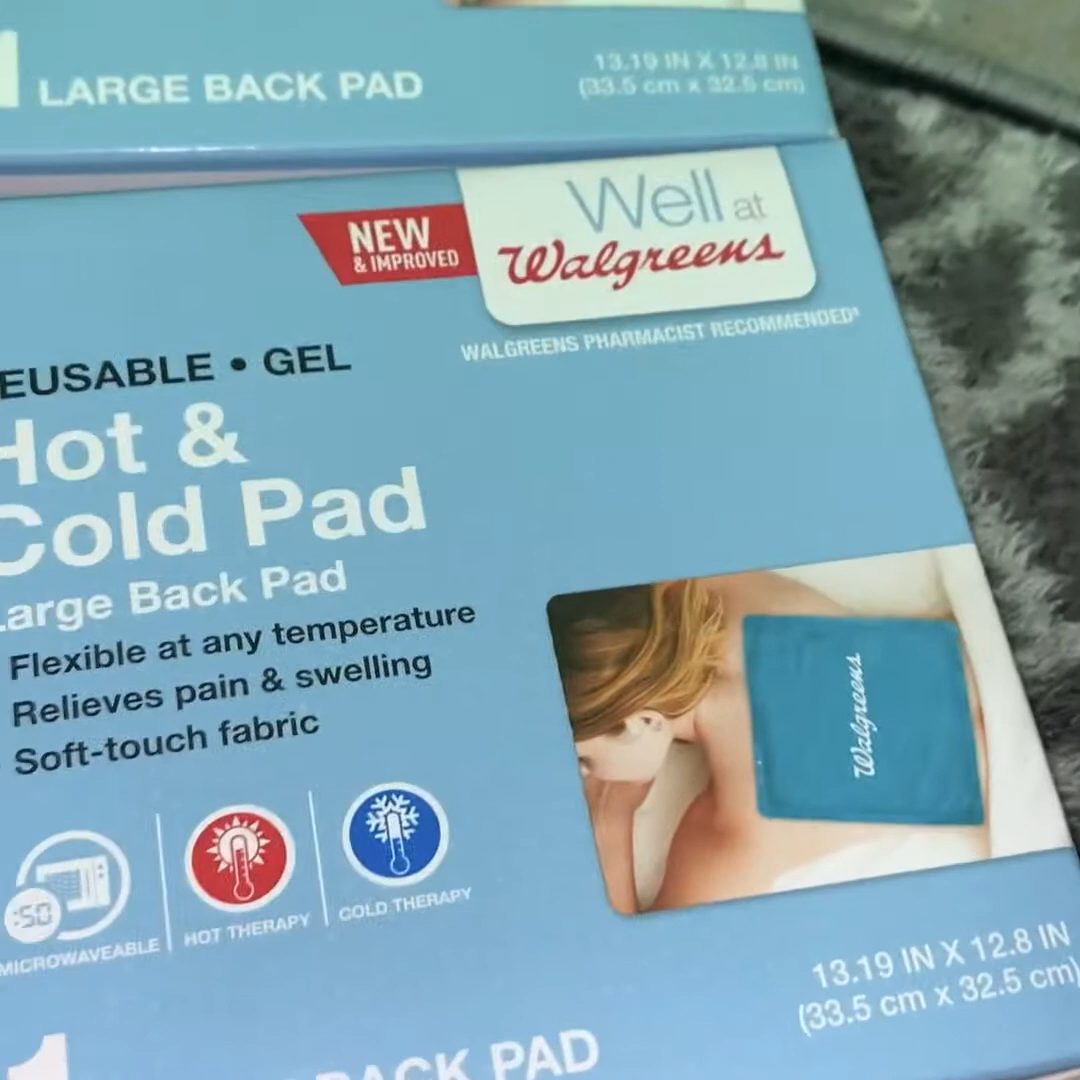 1 LARGE BACK PAD
13.19 IN X 12.8 IN
(33.5 cm x 32.5 cm)
Well at
Walgreens
NEW
& IMPROVED
WALGREENS PHARMACIST RECOMMENDED
EUSABLE • GEL
Hot &
Cold Pad
Large Back Pad
Flexible at any temperature
Relieves pain & swelling
Soft-touch fabric
Walgreens
:50
MICROWAVEABLE
HOT THERAPY
COLD THERAPY
13.19 IN X 12.8 IN
(33.5 cm x 32.5 cm)
1 BACK PAD